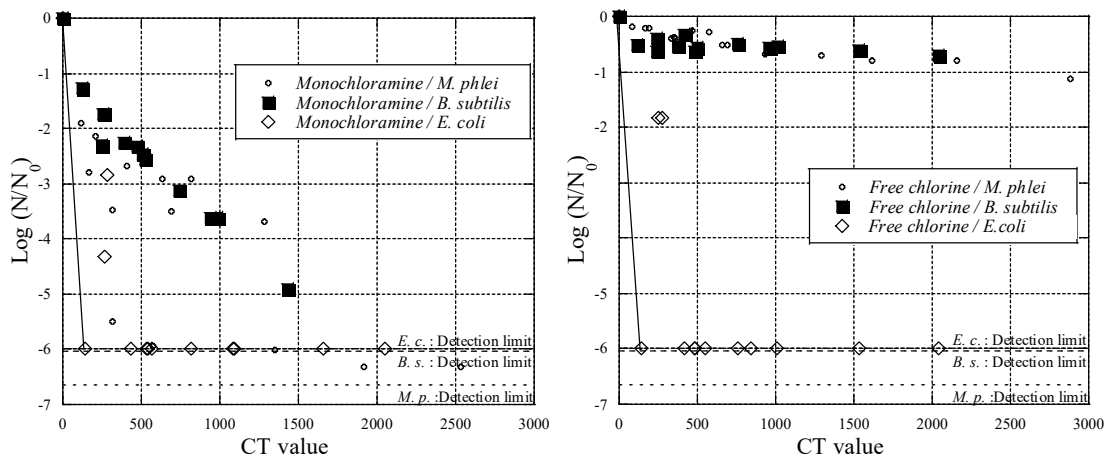 0
-1
-2
-3
-4
-5
-6
-7
Log (N/N0)
Monochloramine / M. phlei
Monochloramine / B. subtilis
Monochloramine / E. coli
E. c. : Detection limit
B. s. : Detection limit
M. p. :Detection limit
0 500 1000 1500 2000 2500 3000
CT value
0
-1
-2
-5
-6
-7
Log (N/N0)
Free chlorine / M. phlei
Free chlorine / B. subtilis
Free chlorine / E.coli
E. c. : Detection limit
B. s. : Detection limit
M. p. :Detection limit
0 500 1000 1500 2000 2500 3000
CT value